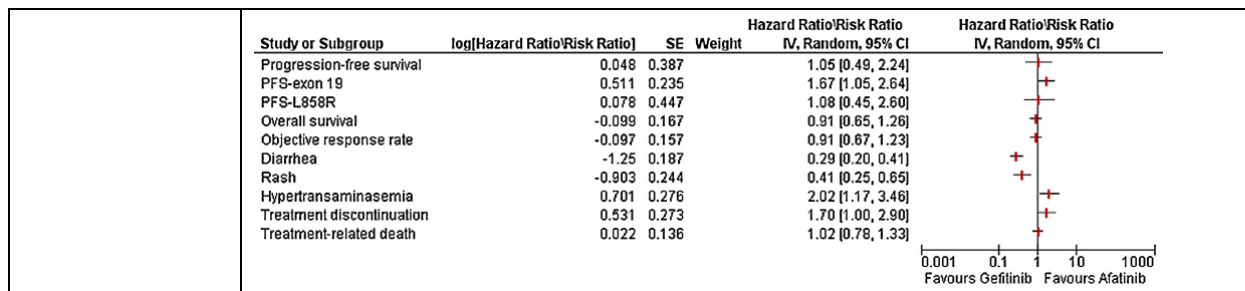 Hazard Ratio\Risk Ratio Hazard Ratio\Risk Ratio
Study or Subgroup log[Hazard Ratio\Risk Ratio] SE Weight IV, Random, 95% CI IV, Random, 95% CI
Progression-free survival 0.048 0.387 1.05 [0.49, 2.24]
PFS-exon 19 0.511 0.235 1.67 [1.05, 2.64]
PFS-L858R 0.078 0.447 1.08 [0.45, 2.60]
Overall survival -0.099 0.167 0.91 [0.65, 1.26]
Objective response rate -0.097 0.157 0.91 [0.67, 1.23]
Diarrhea -1.25 0.187 0.29 [0.20, 0.41]
Rash -0.903 0.244 0.41 [0.25, 0.65]
Hypertransaminasemia 0.701 0.276 2.02 [1.17, 3.46]
Treatment discontinuation 0.531 0.273 1.70 [1.00, 2.90]
Treatment-related death 0.022 0.136 1.02 [0.78, 1.33]
0.001 0.1 1 10 1000
Favours Gefitinib Favours Afatinib